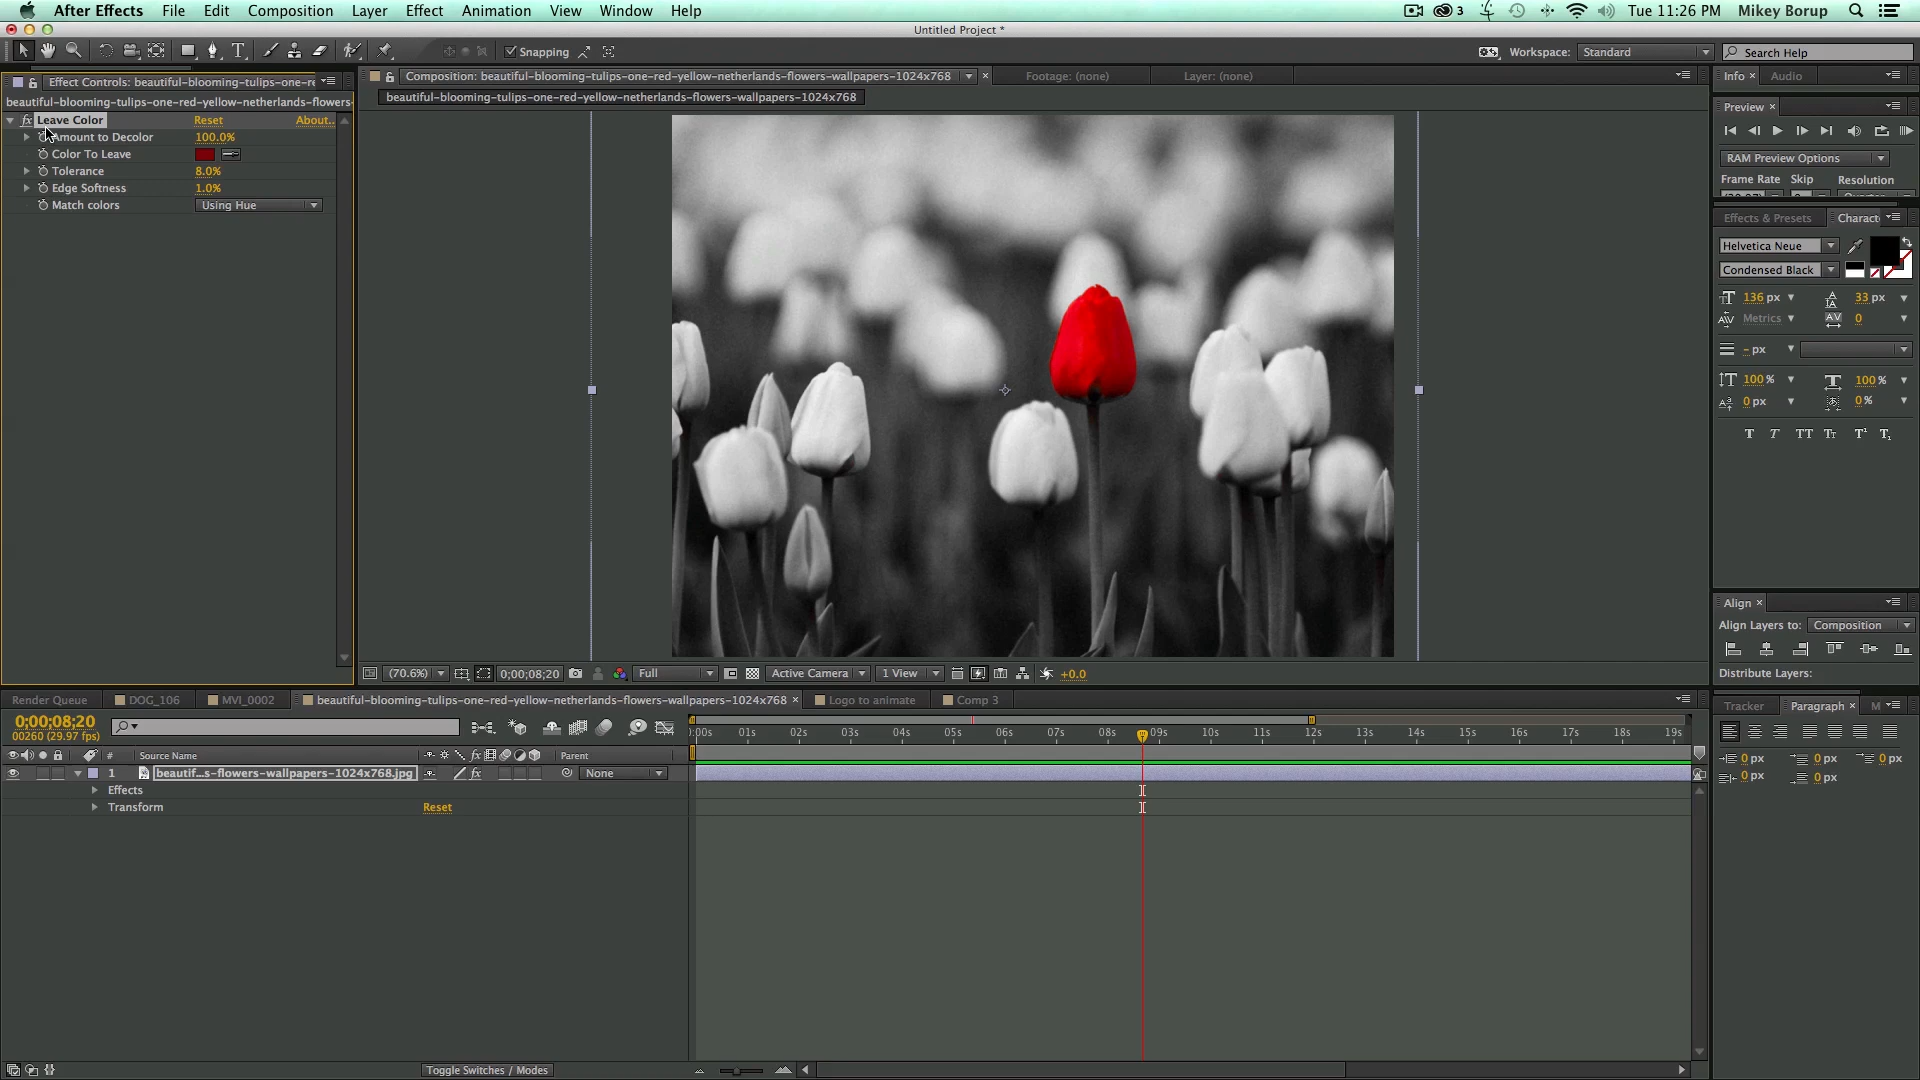 After Effects File Edit Composition Layer Effect Animation View Window Help 3 Tue 11:26 PM Mikey Borup
Untitled Project *
Snapping Workspace: Standard Search Help
Effect Controls: beautiful-blooming-tulips-one-re
beautiful-blooming-tulips-one-red-yellow-netherlands-flowers-
fx Leave Color Reset About..
Amount to Decolor 100.0%
Color To Leave
Tolerance 8.0%
Edge Softness 1.0%
Match colors Using Hue
Composition: beautiful-blooming-tulips-one-red-yellow-netherlands-flowers-wallpapers-1024x768 Footage: (none) Layer: (none)
beautiful-blooming-tulips-one-red-yellow-netherlands-flowers-wallpapers-1024x768
(70.6%) 0;00;08;20 Full Active Camera 1 View +0.0
Info Audio
Preview
RAM Preview Options
Frame Rate Skip Resolution
Effects & Presets Charact
Helvetica Neue
Condensed Black
136 px 33 px
Metrics 0
- px
100 % 100 %
0 px 0 %
T T TT Tr T¹ T₁
Align
Align Layers to: Composition
Distribute Layers:
Tracker Paragraph M
0 px 0 px 0 px
0 px 0 px
Render Queue DOG_106 MVI_0002 beautiful-blooming-tulips-one-red-yellow-netherlands-flowers-wallpapers-1024x768 Logo to animate Comp 3
0;00;08;20
00260 (29.97 fps)
):00s 01s 02s 03s 04s 05s 06s 07s 08s 09s 10s 11s 12s 13s 14s 15s 16s 17s 18s 19s
# Source Name fx Parent
1 beautif...s-flowers-wallpapers-1024x768.jpg fx None
Effects
Transform Reset
Toggle Switches / Modes